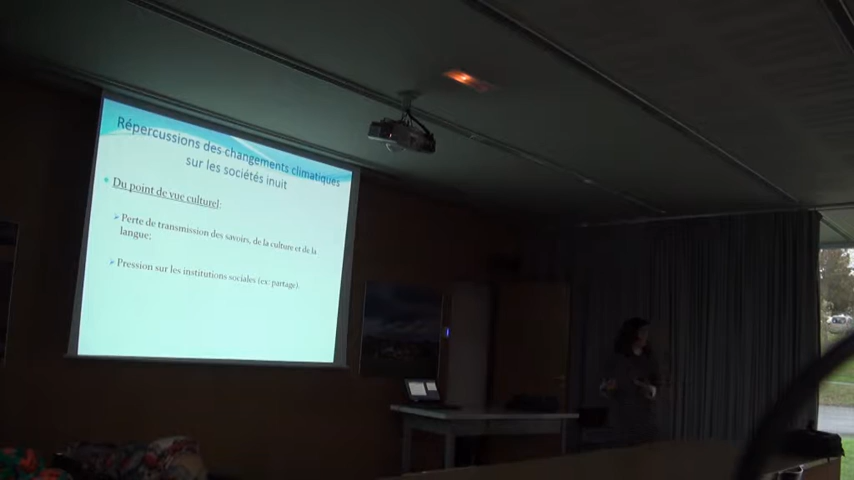 Répercussions des changements climatiques
sur les sociétés inuit
Du point de vue culturel:
Perte de transmission des savoirs, de la culture et de la
langue;
Pression sur les institutions sociales (ex: partage).